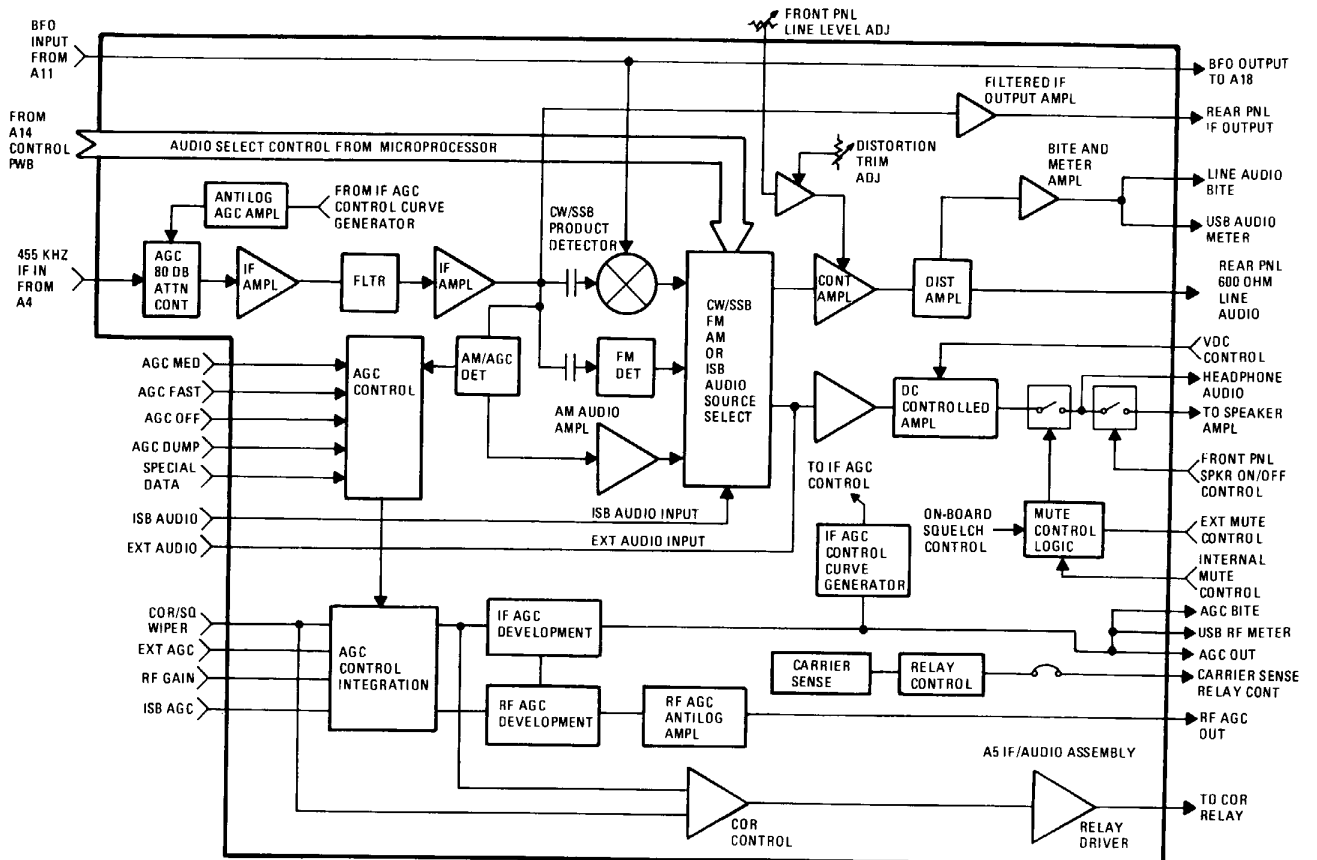 FRONT PNL
LINE LEVEL ADJ
BFO
INPUT
FROM
A11
BFO OUTPUT
TO A18
FILTERED IF
OUTPUT AMPL
REAR PNL
IF OUTPUT
FROM
A14
CONTROL
PWB
AUDIO SELECT CONTROL FROM MICROPROCESSOR
DISTORTION
TRIM
ADJ
BITE AND
METER
AMPL
LINE AUDIO
BITE
USB AUDIO
METER
ANTILOG
AGC AMPL
FROM IF AGC
CONTROL CURVE
GENERATOR
CW/SSB
PRODUCT
DETECTOR
455 KHZ
IF IN
FROM
A4
AGC
80 DB
ATTN
CONT
IF
AMPL
FLTR
IF
AMPL
CW/SSB
FM
AM
OR
ISB
AUDIO
SOURCE
SELECT
CONT
AMPL
DIST
AMPL
REAR PNL
600 OHM
LINE
AUDIO
AGC MED
AGC FAST
AGC OFF
AGC DUMP
SPECIAL
DATA
AGC
CONTROL
AM/AGC
DET
FM
DET
AM AUDIO
AMPL
DC
CONTROLLED
AMPL
VDC
CONTROL
HEADPHONE
AUDIO
TO SPEAKER
AMPL
FRONT PNL
SPKR ON/OFF
CONTROL
TO IF AGC
CONTROL
ISB AUDIO
ISB AUDIO INPUT
EXT AUDIO
EXT AUDIO INPUT
IF AGC
CONTROL
CURVE
GENERATOR
ON-BOARD
SQUELCH
CONTROL
MUTE
CONTROL
LOGIC
EXT MUTE
CONTROL
INTERNAL
MUTE
CONTROL
COR/SQ
WIPER
EXT AGC
RF GAIN
ISB AGC
AGC
CONTROL
INTEGRATION
IF AGC
DEVELOPMENT
RF AGC
DEVELOPMENT
RF AGC
ANTILOG
AMPL
CARRIER
SENSE
RELAY
CONTROL
AGC BITE
USB RF METER
AGC OUT
CARRIER SENSE
RELAY CONT
RF AGC
OUT
A5 IF/AUDIO ASSEMBLY
COR
CONTROL
RELAY
DRIVER
TO COR
RELAY